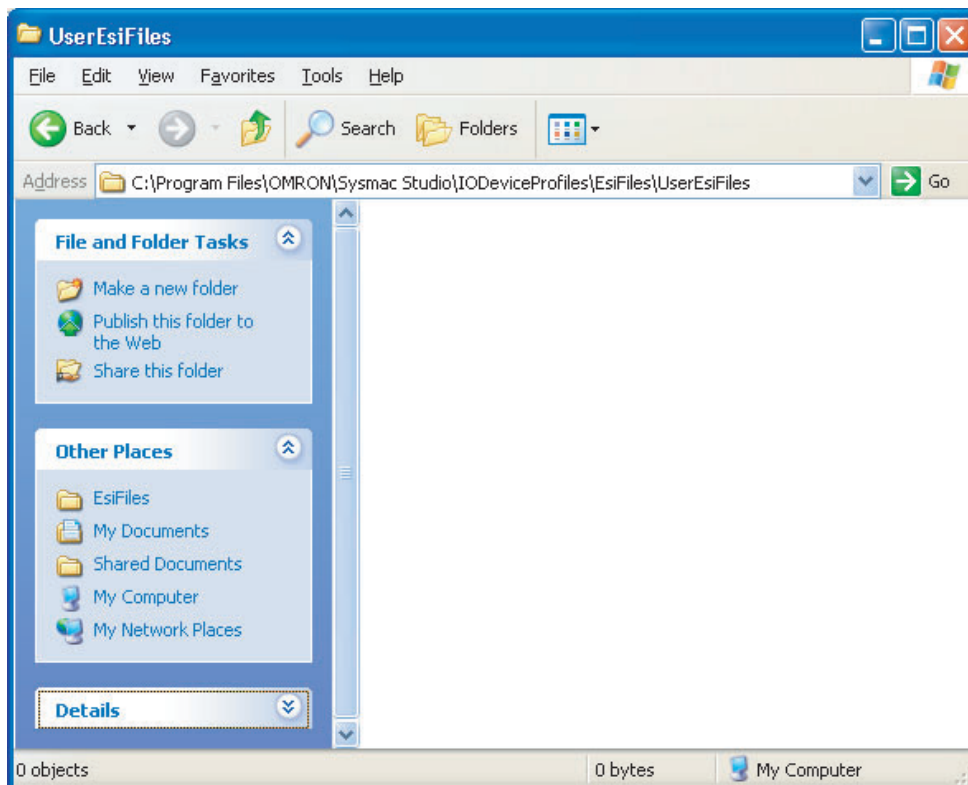 UserEsiFiles
File Edit View Favorites Tools Help
Back Search Folders
Address C:\Program Files\OMRON\Sysmac Studio\IODeviceProfiles\EsiFiles\UserEsiFiles Go
File and Folder Tasks
Make a new folder
Publish this folder to
the Web
Share this folder
Other Places
EsiFiles
My Documents
Shared Documents
My Computer
My Network Places
Details
0 objects 0 bytes My Computer